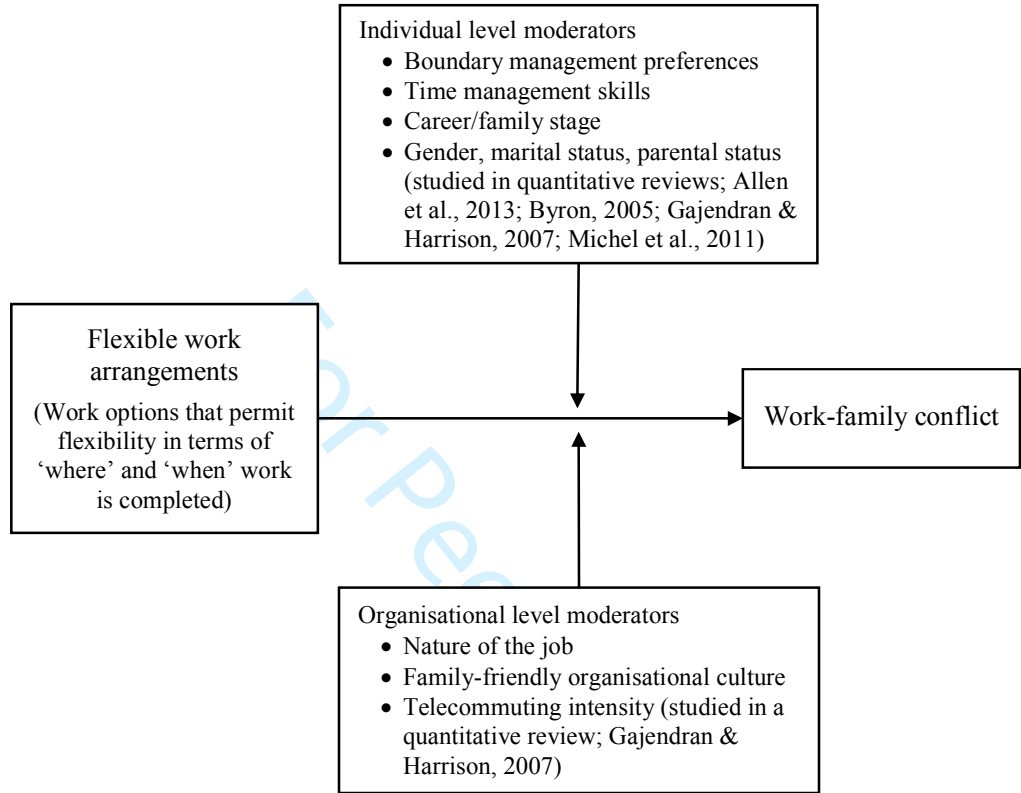 Individual level moderators
• Boundary management preferences
• Time management skills
• Career/family stage
• Gender, marital status, parental status
(studied in quantitative reviews; Allen
et al., 2013; Byron, 2005; Gajendran &
Harrison, 2007; Michel et al., 2011)
Flexible work
arrangements
(Work options that permit
flexibility in terms of
‘where’ and ‘when’ work
is completed)
Work-family conflict
For Pee
Organisational level moderators
• Nature of the job
• Family-friendly organisational culture
• Telecommuting intensity (studied in a
quantitative review; Gajendran &
Harrison, 2007)